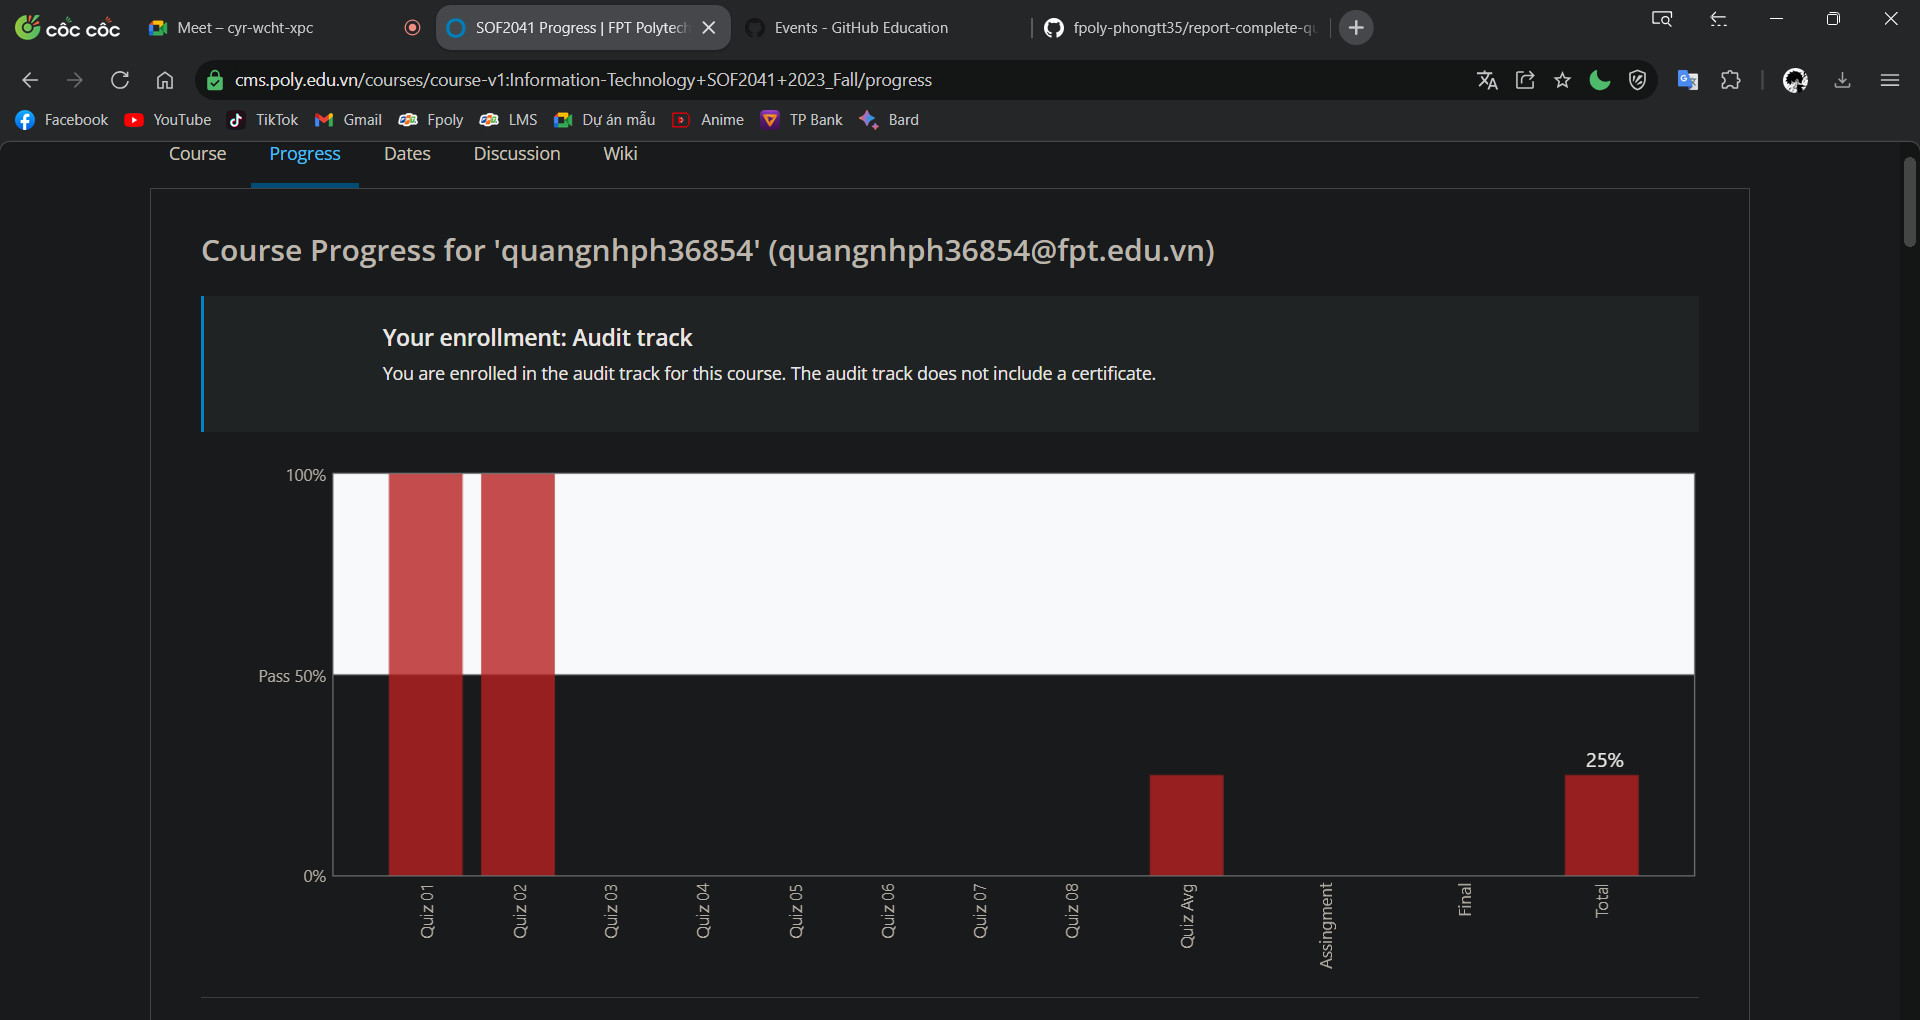 cốc cốc
Meet – cyr-wcht-xpc
SOF2041 Progress | FPT Polytech
Events - GitHub Education
fpoly-phongtt35/report-complete-qu
cms.poly.edu.vn/courses/course-v1:Information-Technology+SOF2041+2023_Fall/progress
Facebook YouTube TikTok Gmail Fpoly LMS Dự án mẫu Anime TP Bank Bard
Course Progress Dates Discussion Wiki
Course Progress for 'quangnhph36854' (quangnhph36854@fpt.edu.vn)
Your enrollment: Audit track
You are enrolled in the audit track for this course. The audit track does not include a certificate.
100%
Pass 50%
25%
0%
Quiz 01
Quiz 02
Quiz 03
Quiz 04
Quiz 05
Quiz 06
Quiz 07
Quiz 08
Quiz Avg
Assingment
Final
Total